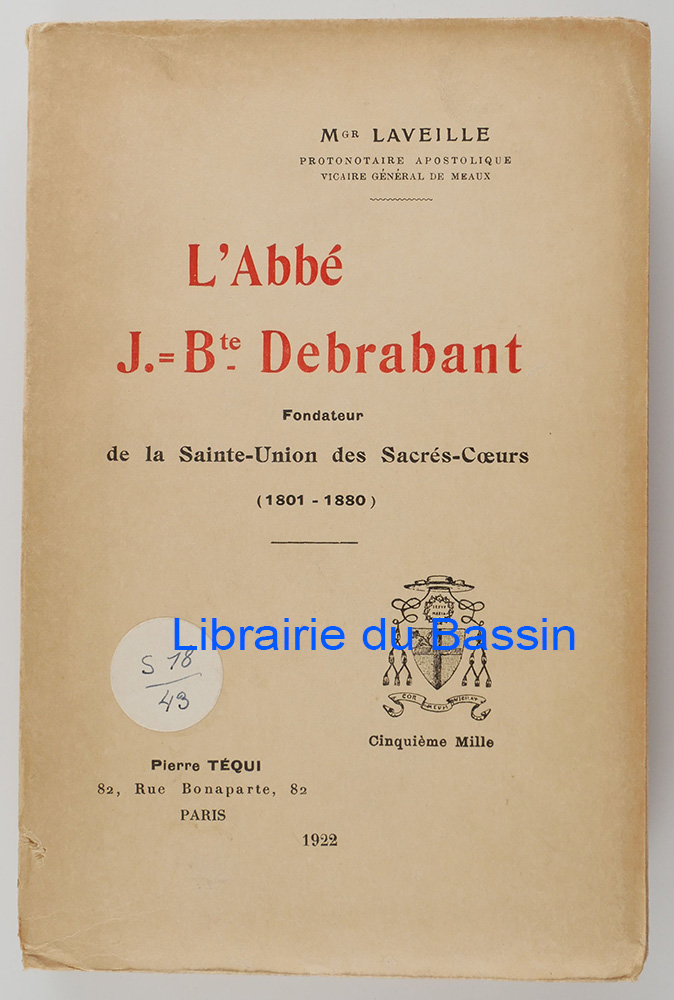 Mgr LAVEILLE
PROTONOTAIRE APOSTOLIQUE
VICAIRE GÉNÉRAL DE MEAUX
L'Abbé
J.=Bte Debrabant
Fondateur
de la Sainte-Union des Sacrés-Cœurs
(1801 - 1880)
Librairie du Bassin
S 18
43
COR
Cinquième Mille
Pierre TÉQUI
82, Rue Bonaparte, 82
PARIS
1922